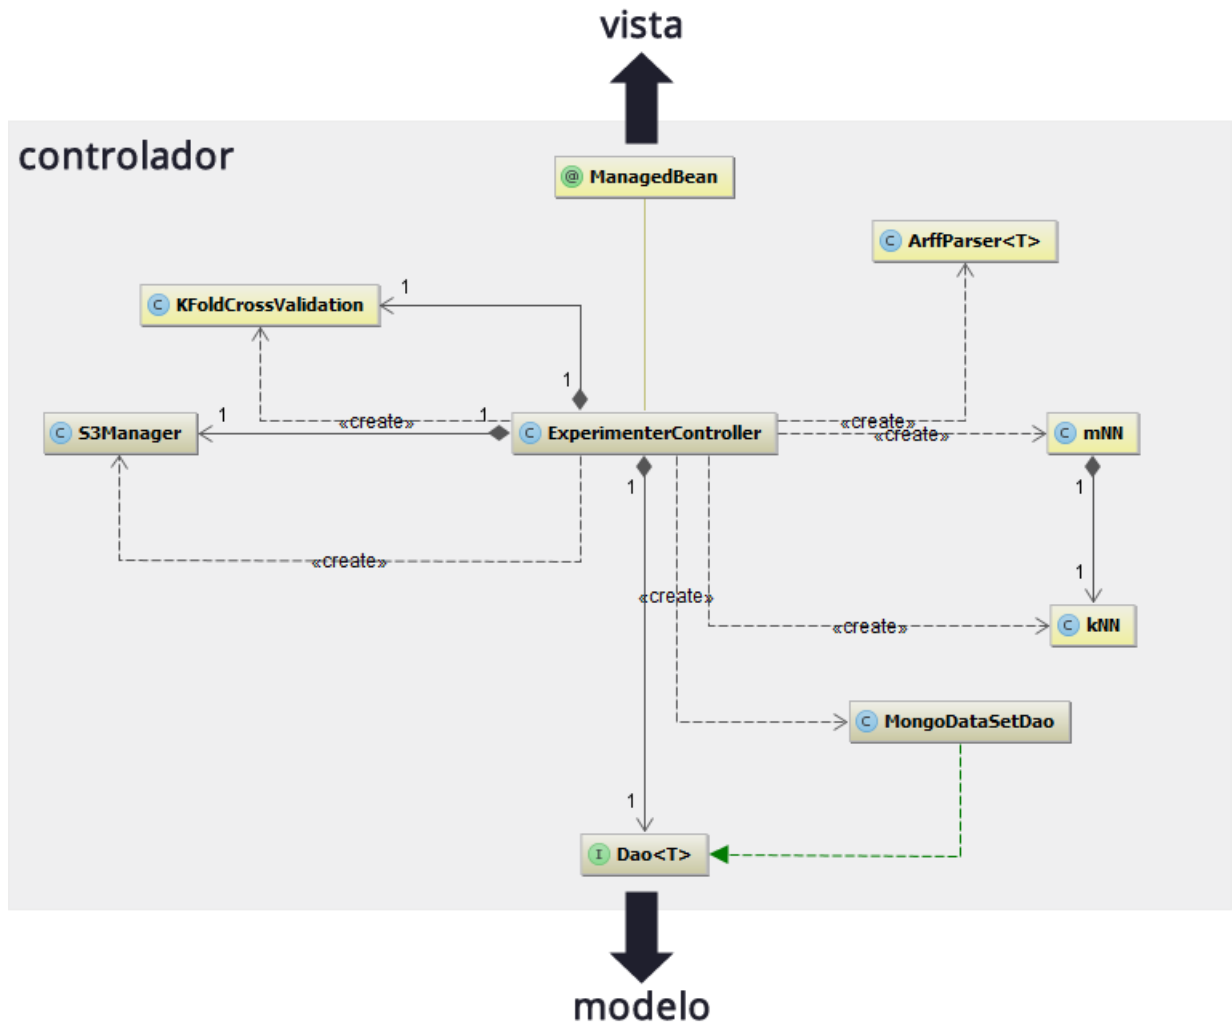 vista
controlador
@ ManagedBean
C ArffParser<T>
1
C KFoldCrossValidation
1
1
1
C S3Manager
«create»
C ExperimenterController
«create»
«create»
C mNN
1
1
«create»
«create»
1
C kNN
«create»
C MongoDataSetDao
1
I Dao<T>
modelo